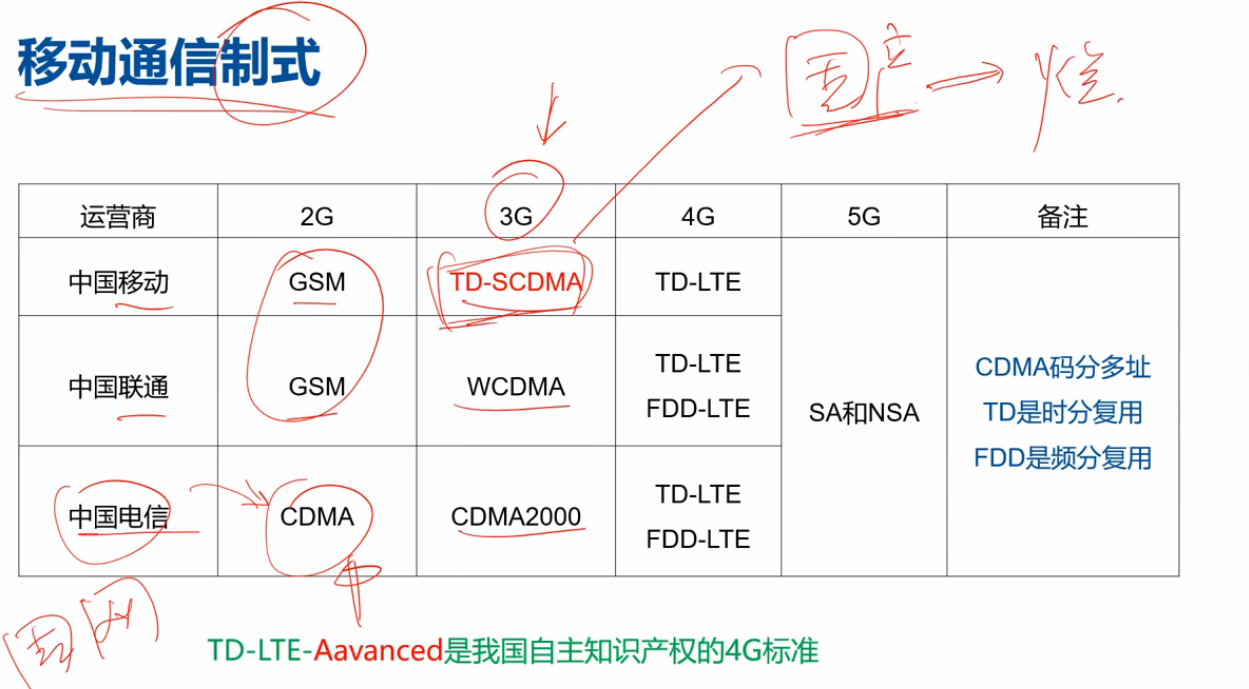 移动通信制式
国产
运营商 2G 3G 4G 5G 备注
中国移动 GSM TD-SCDMA TD-LTE
中国联通 GSM WCDMA TD-LTE
FDD-LTE
SA和NSA
CDMA码分多址
TD是时分复用
FDD是频分复用
中国电信 CDMA CDMA2000 TD-LTE
FDD-LTE
国网
TD-LTE-Aavanced是我国自主知识产权的4G标准